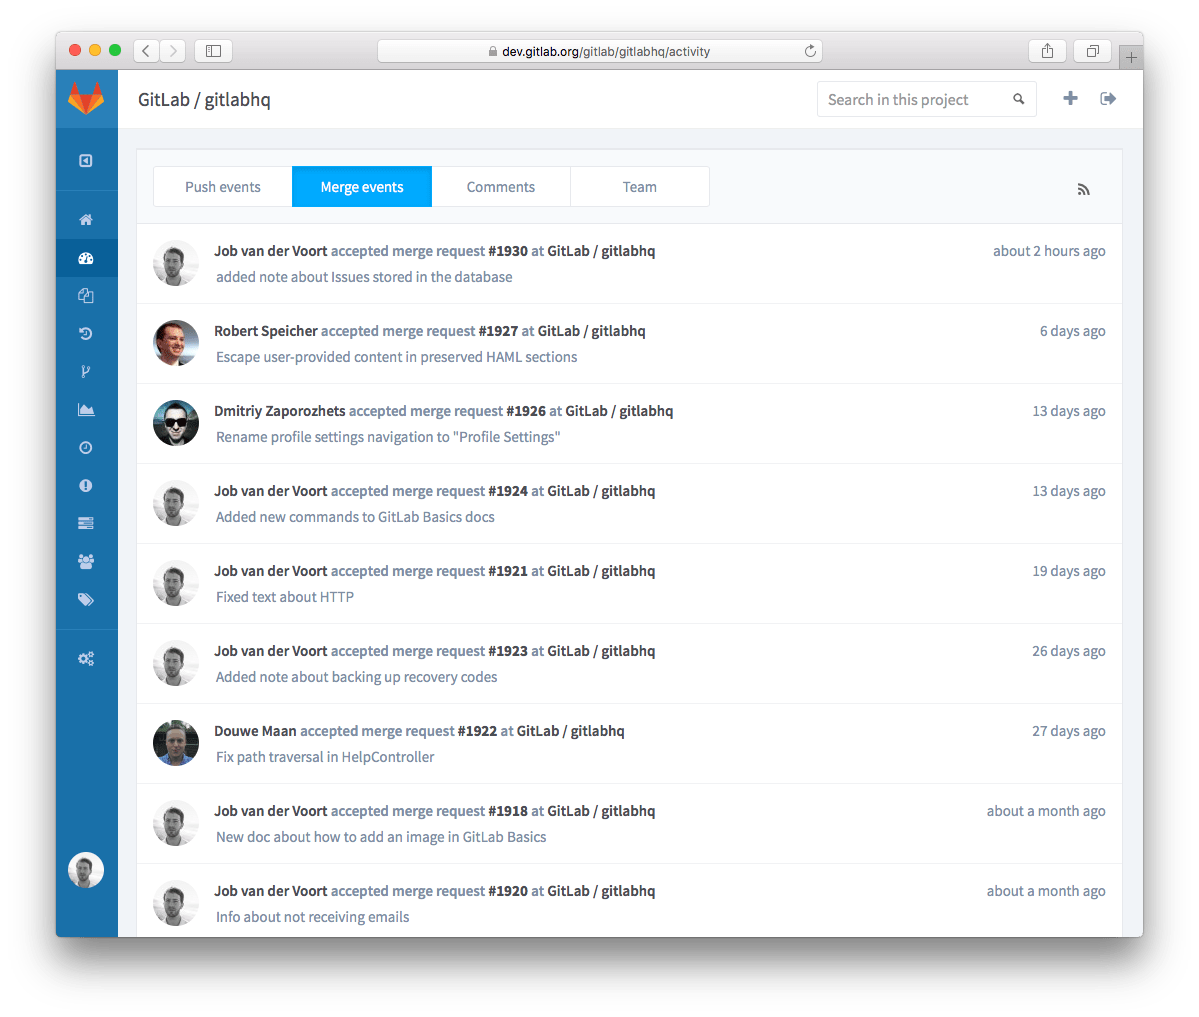 dev.gitlab.org/gitlab/gitlabhq/activity
GitLab / gitlabhq
Search in this project
Push events
Merge events
Comments
Team
Job van der Voort accepted merge request #1930 at GitLab / gitlabhq
about 2 hours ago
added note about Issues stored in the database
Robert Speicher accepted merge request #1927 at GitLab / gitlabhq
6 days ago
Escape user-provided content in preserved HAML sections
Dmitriy Zaporozhets accepted merge request #1926 at GitLab / gitlabhq
13 days ago
Rename profile settings navigation to "Profile Settings"
Job van der Voort accepted merge request #1924 at GitLab / gitlabhq
13 days ago
Added new commands to GitLab Basics docs
Job van der Voort accepted merge request #1921 at GitLab / gitlabhq
19 days ago
Fixed text about HTTP
Job van der Voort accepted merge request #1923 at GitLab / gitlabhq
26 days ago
Added note about backing up recovery codes
Douwe Maan accepted merge request #1922 at GitLab / gitlabhq
27 days ago
Fix path traversal in HelpController
Job van der Voort accepted merge request #1918 at GitLab / gitlabhq
about a month ago
New doc about how to add an image in GitLab Basics
Job van der Voort accepted merge request #1920 at GitLab / gitlabhq
about a month ago
Info about not receiving emails